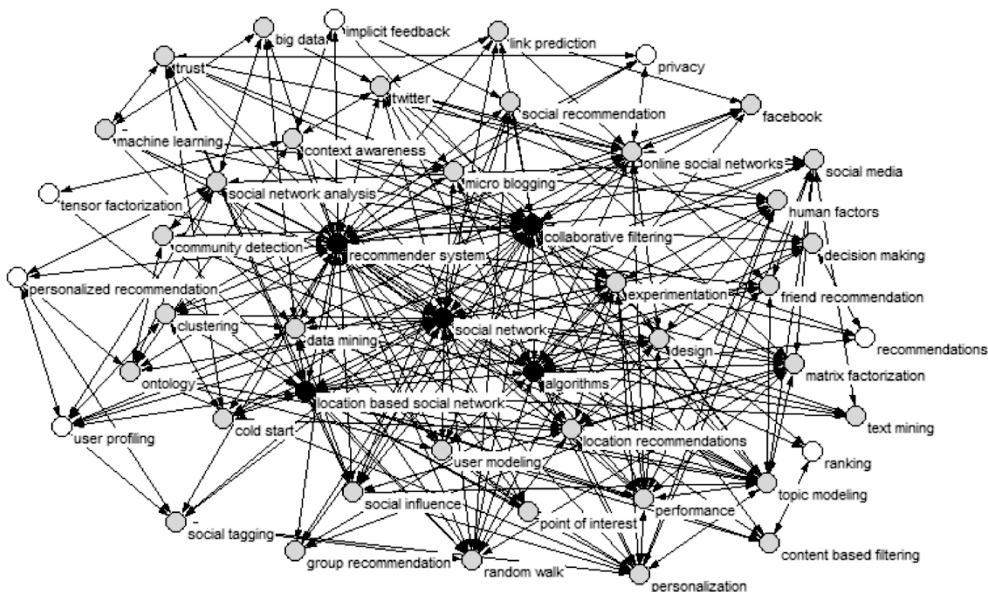 implicit feedback
big data
link prediction
trust
privacy
twitter
social recommendation
facebook
machine learning
context awareness
online social networks
social media
micro blogging
social network analysis
tensor factorization
human factors
collaborative filtering
community detection
recommender system
decision making
personalized recommendation
experimentation
friend recommendation
clustering
social network
data mining
design
recommendations
ontology
algorithms
matrix factorization
location based social network
cold start
text mining
user profiling
location recommendations
user modeling
ranking
topic modeling
social influence
performance
point of interest
social tagging
content based filtering
group recommendation
random walk
personalization